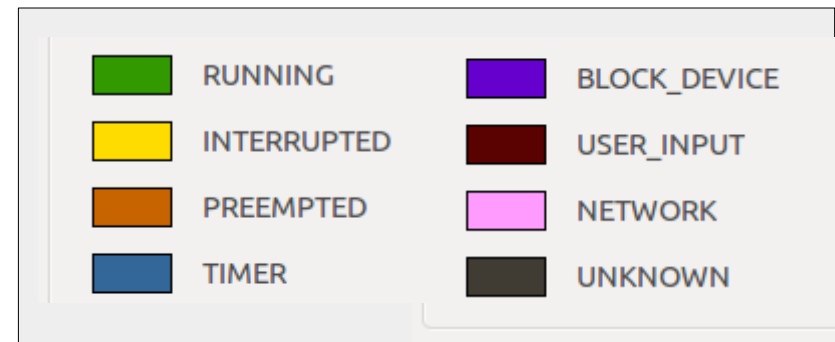 RUNNING
INTERRUPTED
PREEMPTED
TIMER
BLOCK_DEVICE
USER_INPUT
NETWORK
UNKNOWN